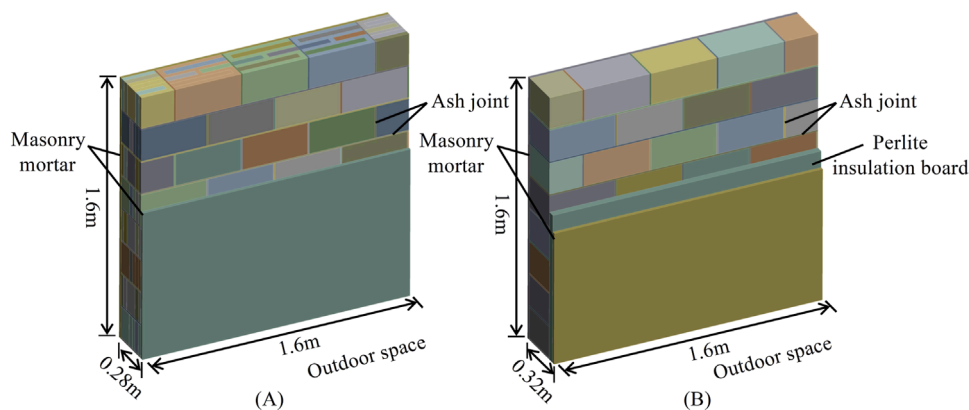 Ash joint
Masonry
mortar
1.6m
0.28m
1.6m
Outdoor space
(A)
Ash joint
Masonry
mortar
Perlite
insulation board
1.6m
0.32m
1.6m
Outdoor space
(B)